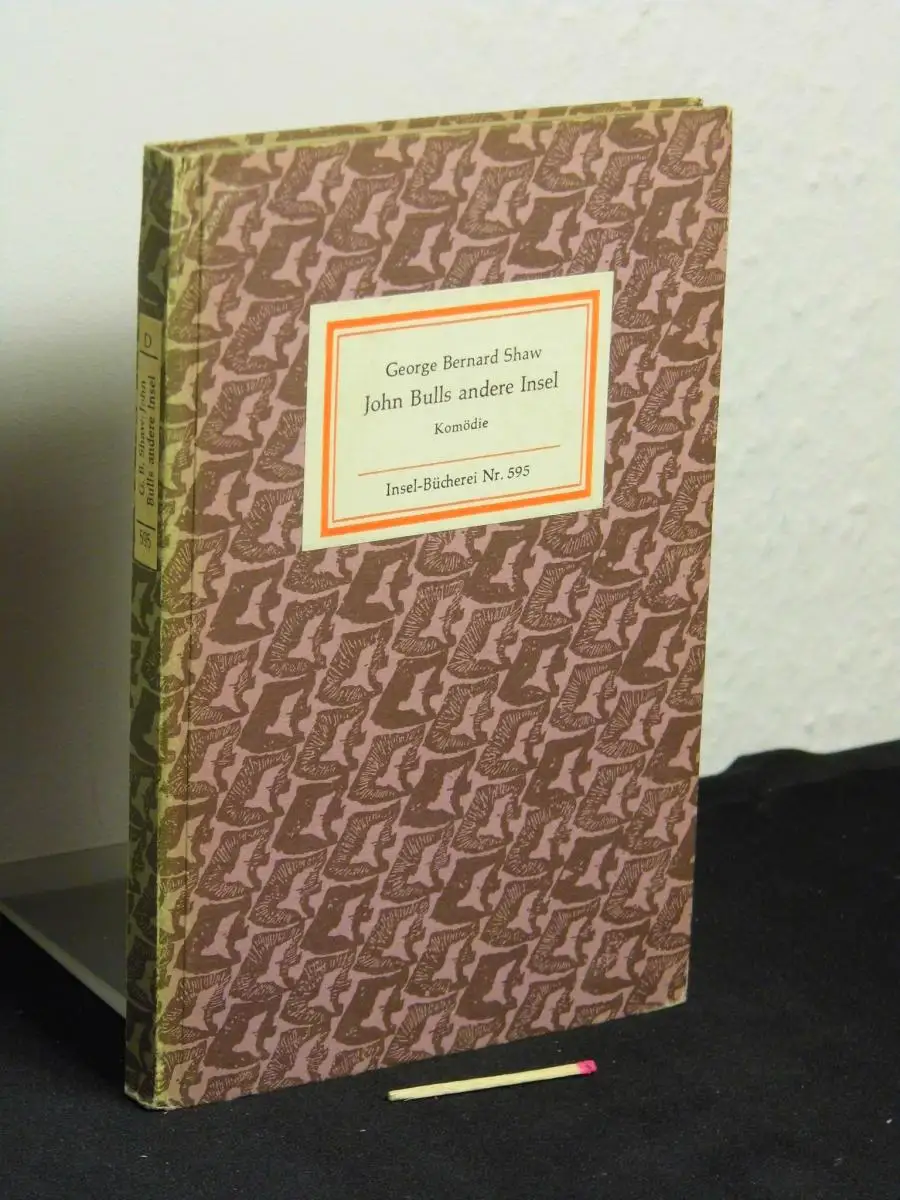 George Bernard Shaw
John Bulls andere Insel
Komödie
Insel-Bücherei Nr. 595
D
G. B. Shaw: John
Bulls andere Insel
595